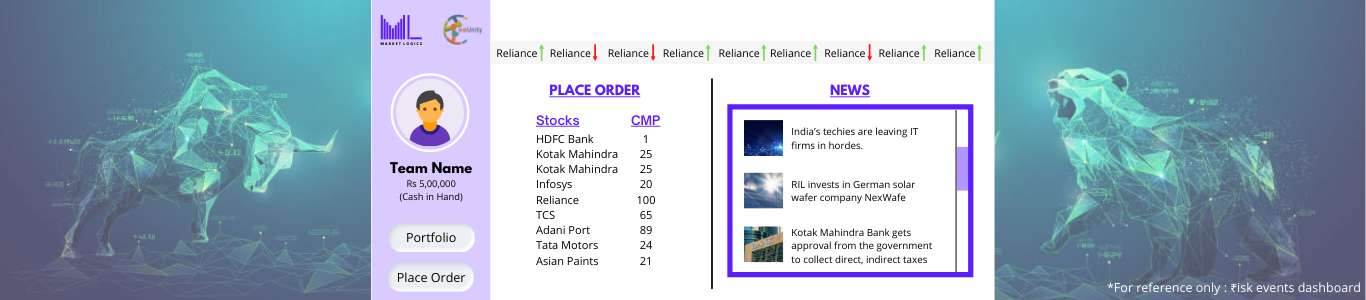 MARKET LOGICS
Reliance Reliance Reliance Reliance Reliance Reliance Reliance Reliance Reliance
Team Name
Rs 5,00,000
(Cash in Hand)
Portfolio
Place Order
PLACE ORDER
Stocks CMP
HDFC Bank 1
Kotak Mahindra 25
Kotak Mahindra 25
Infosys 20
Reliance 100
TCS 65
Adani Port 89
Tata Motors 24
Asian Paints 21
NEWS
India's techies are leaving IT
firms in hordes.
RIL invests in German solar
wafer company NexWafe
Kotak Mahindra Bank gets
approval from the government
to collect direct, indirect taxes
*For reference only : ₹isk events dashboard